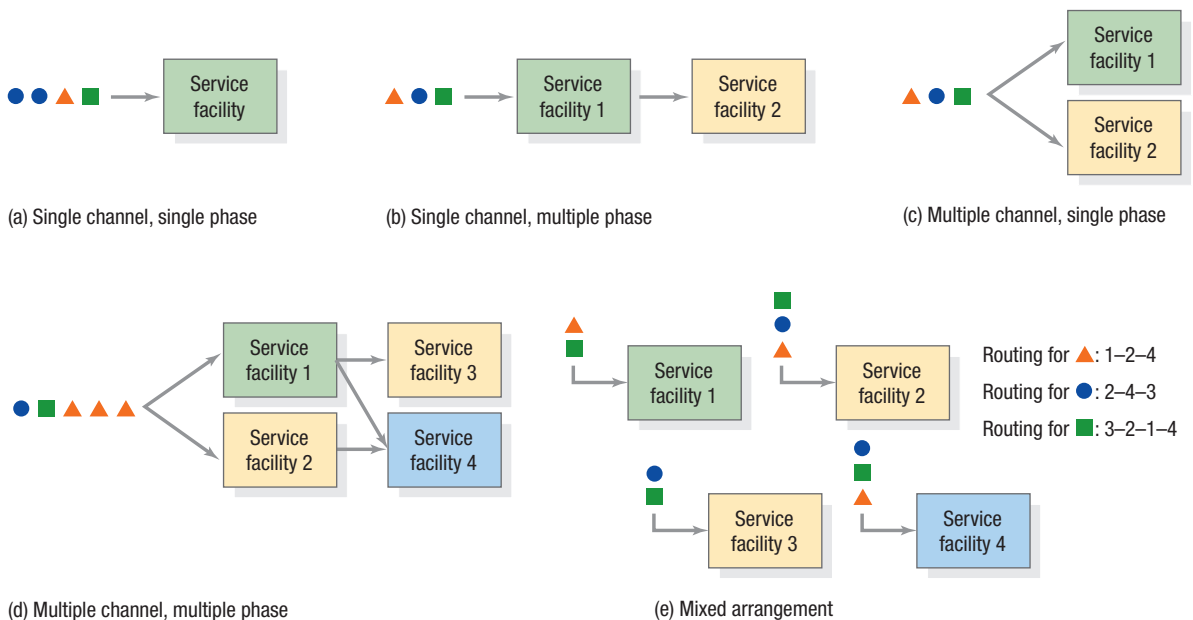 Service
facility
(a) Single channel, single phase
Service
facility 1
Service
facility 2
(b) Single channel, multiple phase
Service
facility 1
Service
facility 2
(c) Multiple channel, single phase
Service
facility 1
Service
facility 3
Service
facility 2
Service
facility 4
(d) Multiple channel, multiple phase
Service
facility 1
Service
facility 2
Service
facility 3
Service
facility 4
Routing for : 1–2–4
Routing for : 2–4–3
Routing for : 3–2–1–4
(e) Mixed arrangement